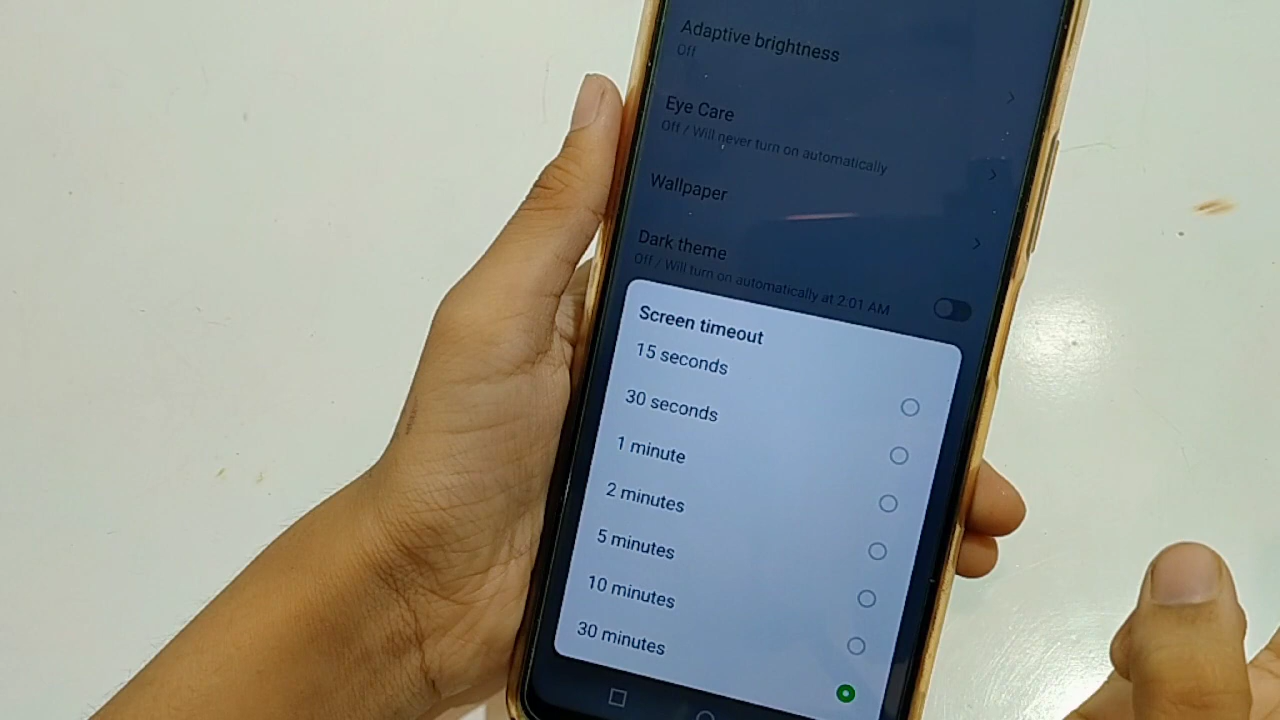 Adaptive brightness
Off
Eye Care
Off / Will never turn on automatically
Wallpaper
Dark theme
Off / Will turn on automatically at 2:01 AM
Screen timeout
15 seconds
30 seconds
1 minute
2 minutes
5 minutes
10 minutes
30 minutes